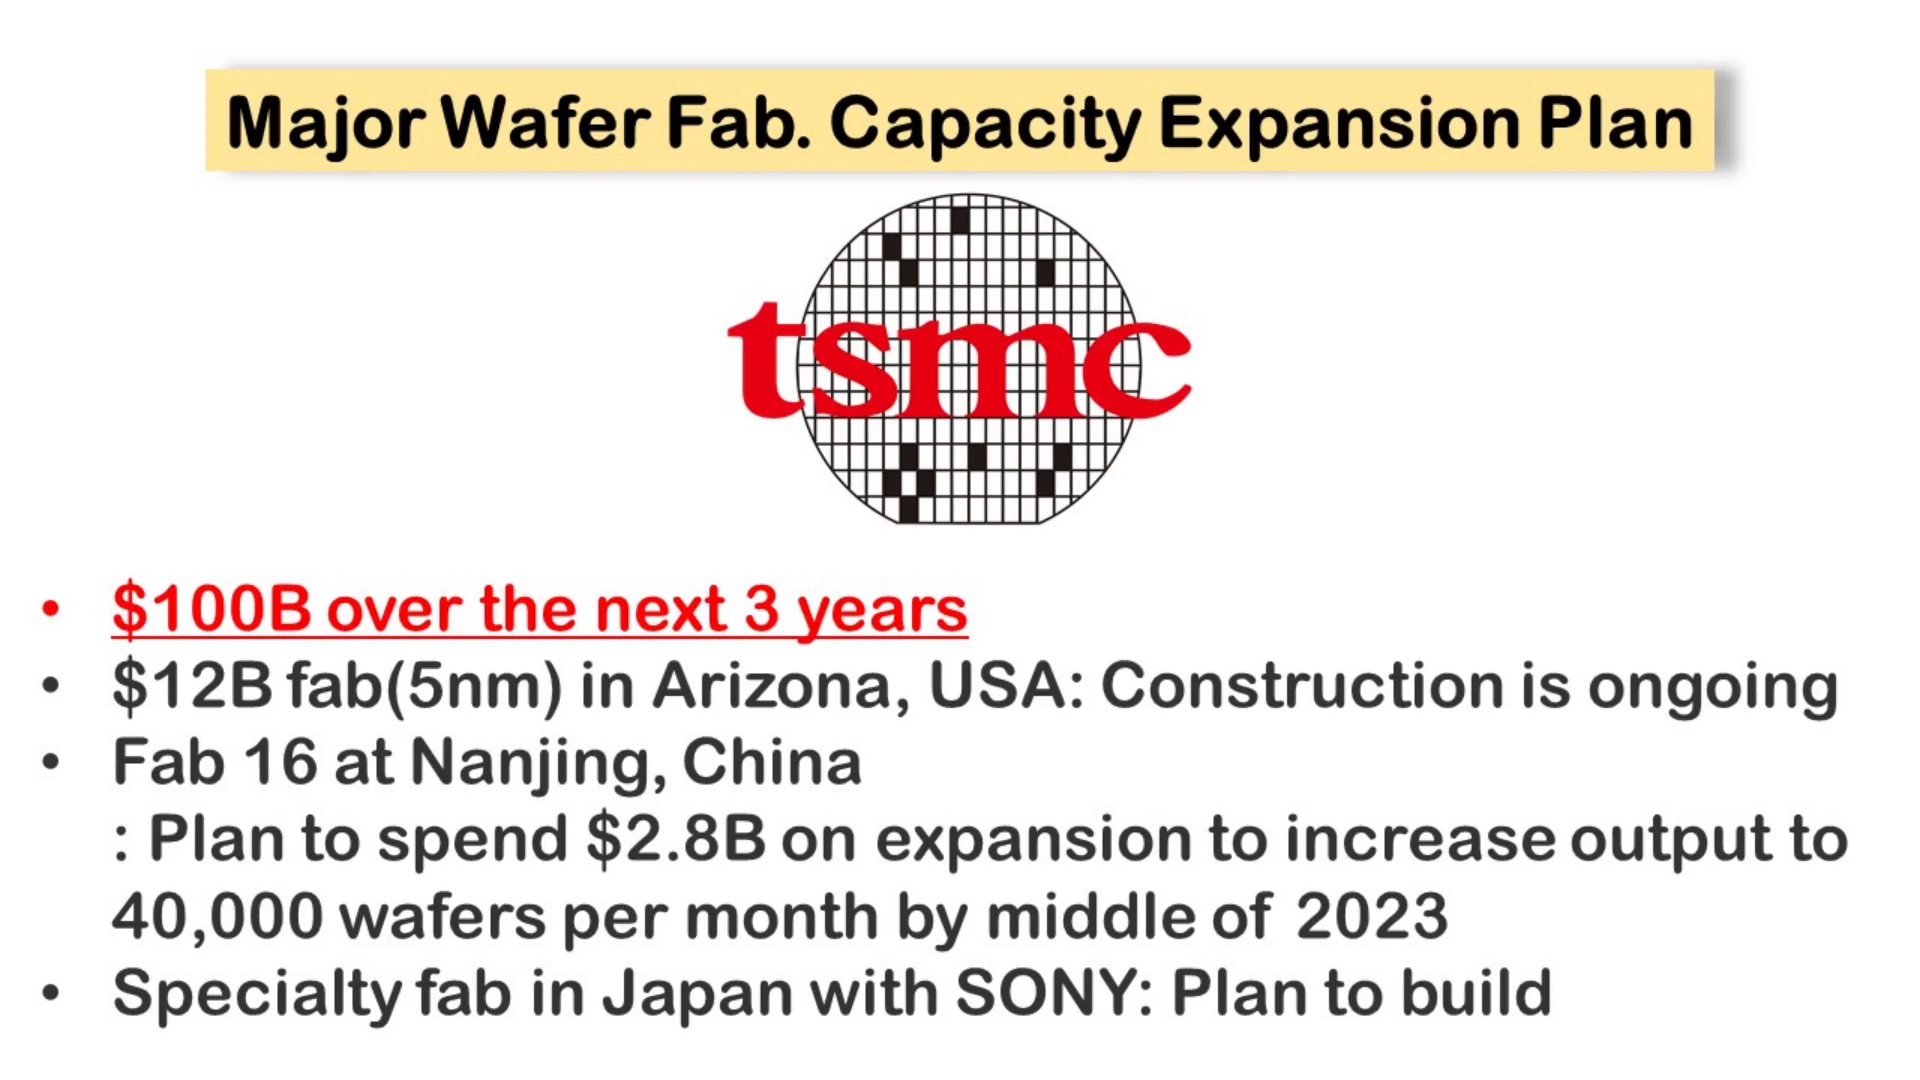 Major Wafer Fab. Capacity Expansion Plan
tsmc
• $100B over the next 3 years
• $12B fab(5nm) in Arizona, USA: Construction is ongoing
• Fab 16 at Nanjing, China
: Plan to spend $2.8B on expansion to increase output to
40,000 wafers per month by middle of 2023
• Specialty fab in Japan with SONY: Plan to build